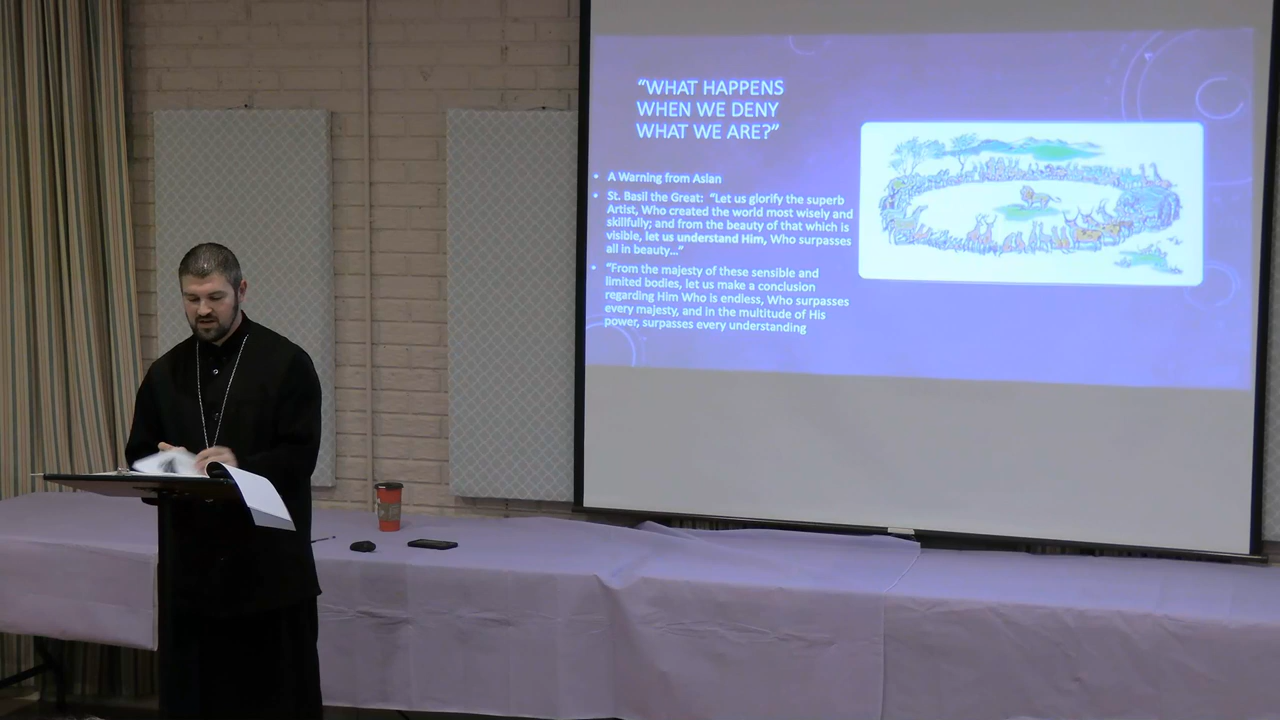 “WHAT HAPPENS
WHEN WE DENY
WHAT WE ARE?”
• A Warning from Aslan
• St. Basil the Great: “Let us glorify the superb
Artist, Who created the world most wisely and
skillfully; and from the beauty of that which is
visible, let us understand Him, Who surpasses
all in beauty…”
• “From the majesty of these sensible and
limited bodies, let us make a conclusion
regarding Him Who is endless, Who surpasses
every majesty, and in the multitude of His
power, surpasses every understanding